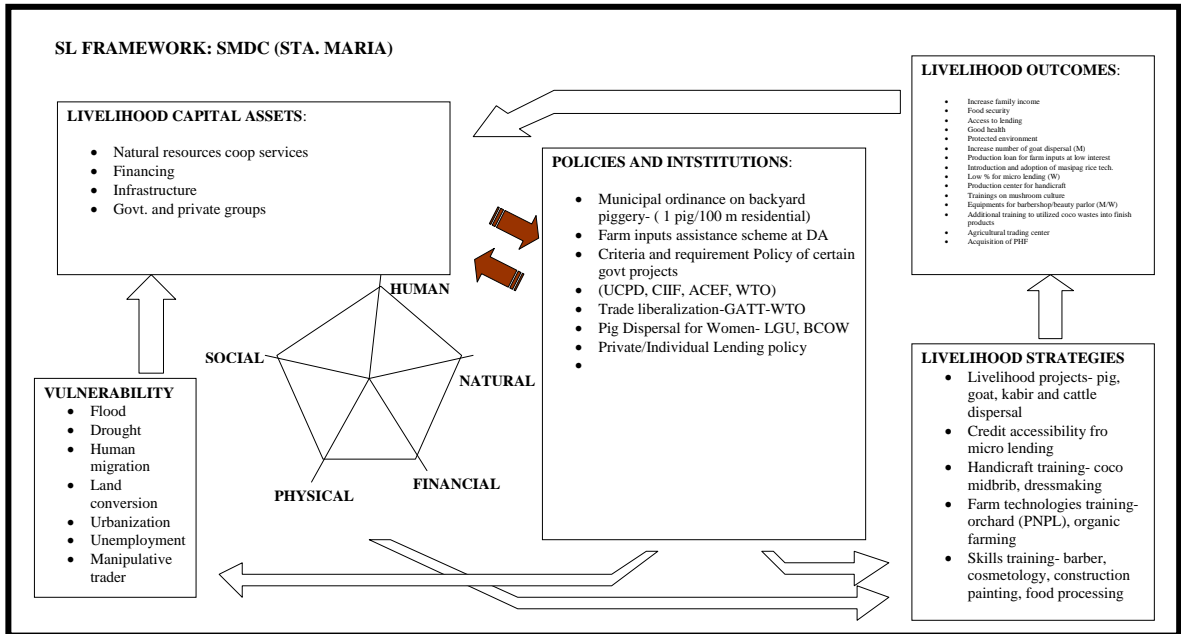 SL FRAMEWORK: SMDC (STA. MARIA)
LIVELIHOOD CAPITAL ASSETS:
• Natural resources coop services
• Financing
• Infrastructure
• Govt. and private groups
HUMAN
SOCIAL
NATURAL
PHYSICAL
FINANCIAL
VULNERABILITY
• Flood
• Drought
• Human
migration
• Land
conversion
• Urbanization
• Unemployment
• Manipulative
trader
POLICIES AND INTSTITUTIONS:
• Municipal ordinance on backyard
piggery- ( 1 pig/100 m residential)
• Farm inputs assistance scheme at DA
• Criteria and requirement Policy of certain
govt projects
• (UCPD, CIIF, ACEF, WTO)
• Trade liberalization-GATT-WTO
• Pig Dispersal for Women- LGU, BCOW
• Private/Individual Lending policy
•
LIVELIHOOD OUTCOMES:
• Increase family income
• Food security
• Access to lending
• Good health
• Protected environment
• Increase number of goat dispersal (M)
• Production loan for farm inputs at low interest
• Introduction and adoption of masipag rice tech.
• Low % for micro lending (W)
• Production center for handicraft
• Trainings on mushroom culture
• Equipments for barbershop/beauty parlor (M/W)
• Additional training to utilized coco wastes into finish
products
• Agricultural trading center
• Acquisition of PHF
LIVELIHOOD STRATEGIES
• Livelihood projects- pig,
goat, kabir and cattle
dispersal
• Credit accessibility fro
micro lending
• Handicraft training- coco
midbrib, dressmaking
• Farm technologies training-
orchard (PNPL), organic
farming
• Skills training- barber,
cosmetology, construction
painting, food processing